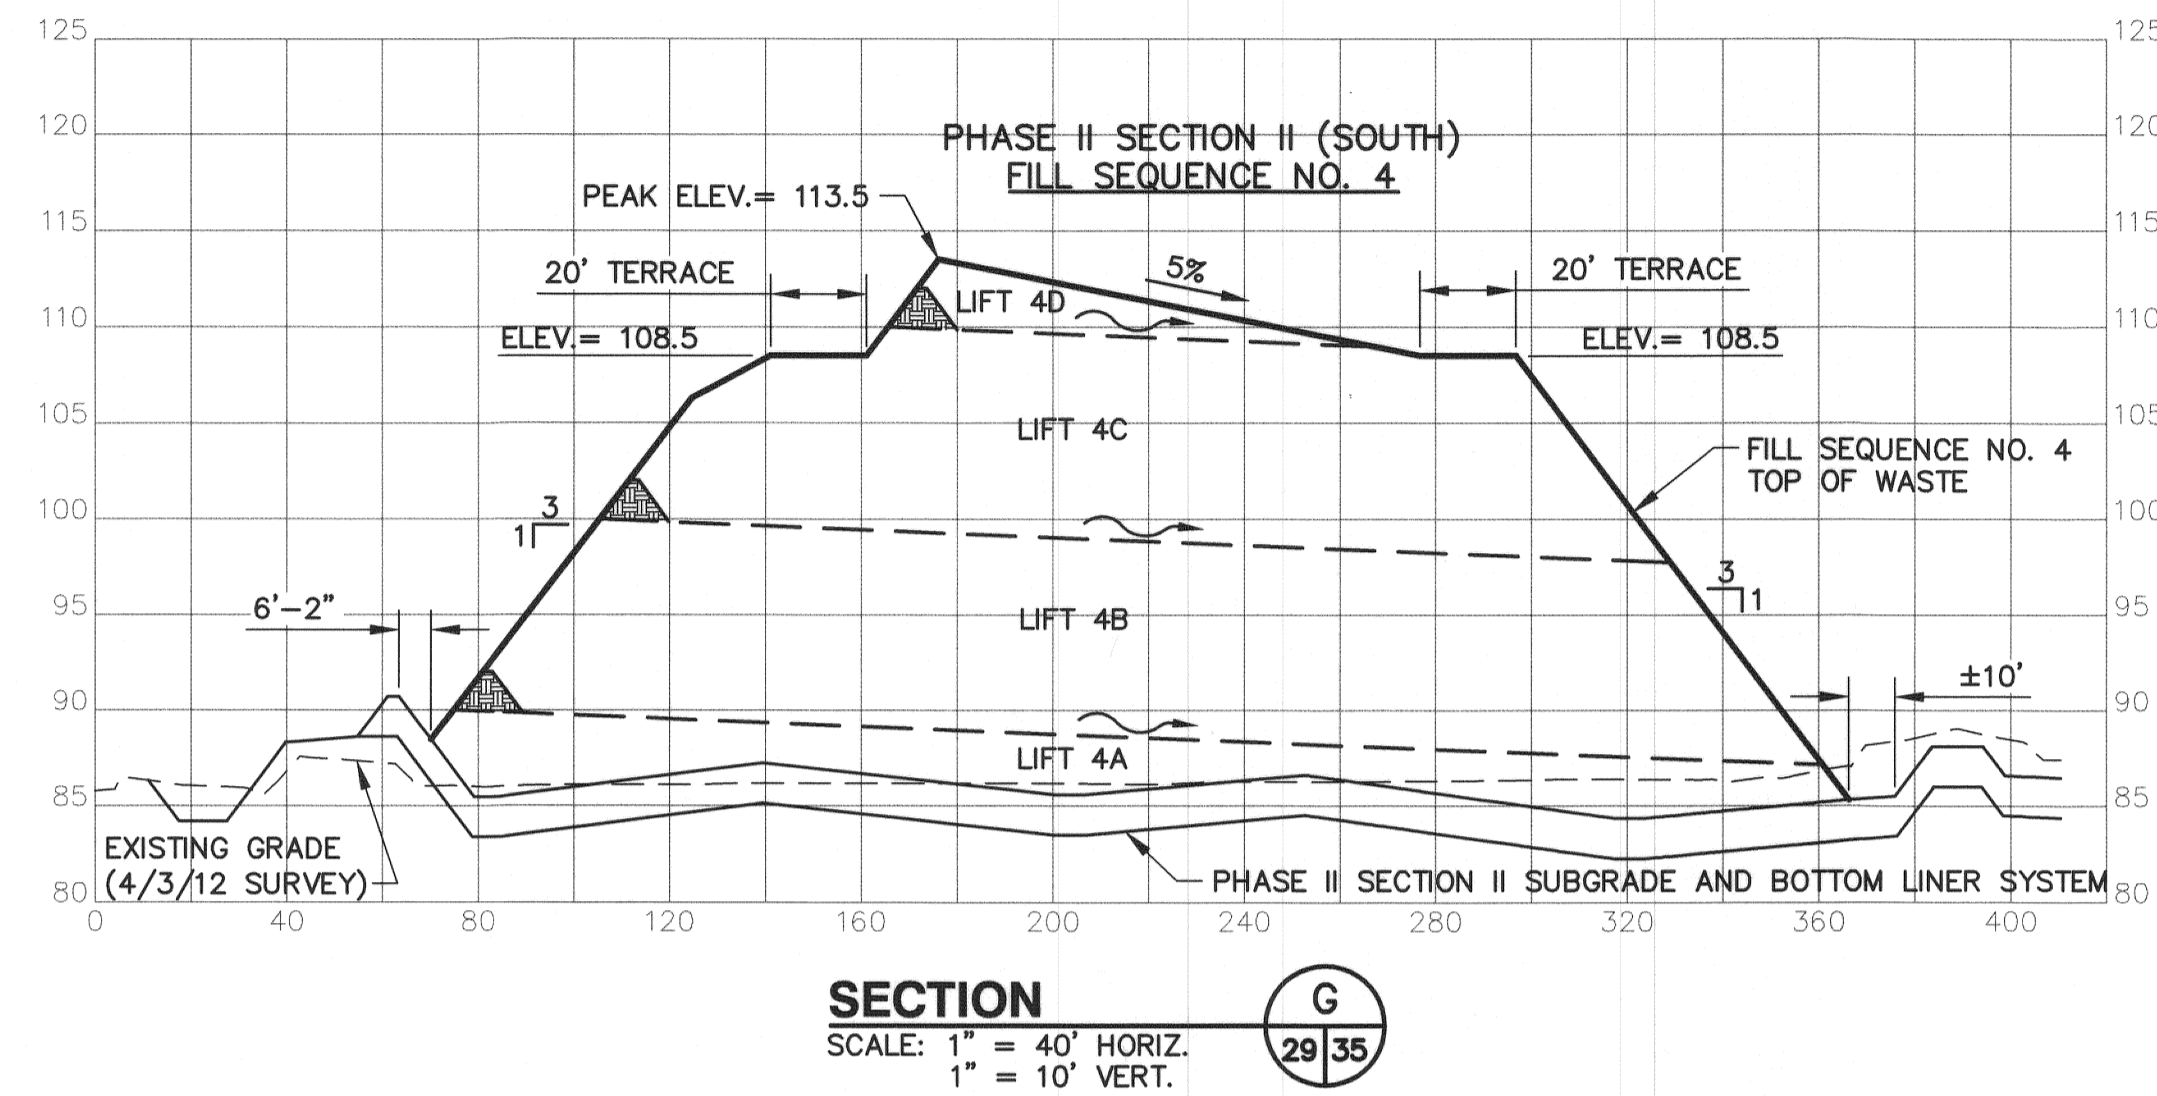 125 125
120 120
PHASE II SECTION II (SOUTH)
FILL SEQUENCE NO. 4
PEAK ELEV.= 113.5
115 115
20' TERRACE
5%
20' TERRACE
LIFT 4D
110 110
ELEV.= 108.5
ELEV.= 108.5
105 105
LIFT 4C
FILL SEQUENCE NO. 4
TOP OF WASTE
100 100
3
1
3
1
6'-2"
95 95
LIFT 4B
±10'
90 90
LIFT 4A
85 85
EXISTING GRADE
(4/3/12 SURVEY)
PHASE II SECTION II SUBGRADE AND BOTTOM LINER SYSTEM
80 80
0 40 80 120 160 200 240 280 320 360 400
SECTION
G
29 35
SCALE: 1" = 40' HORIZ.
1" = 10' VERT.